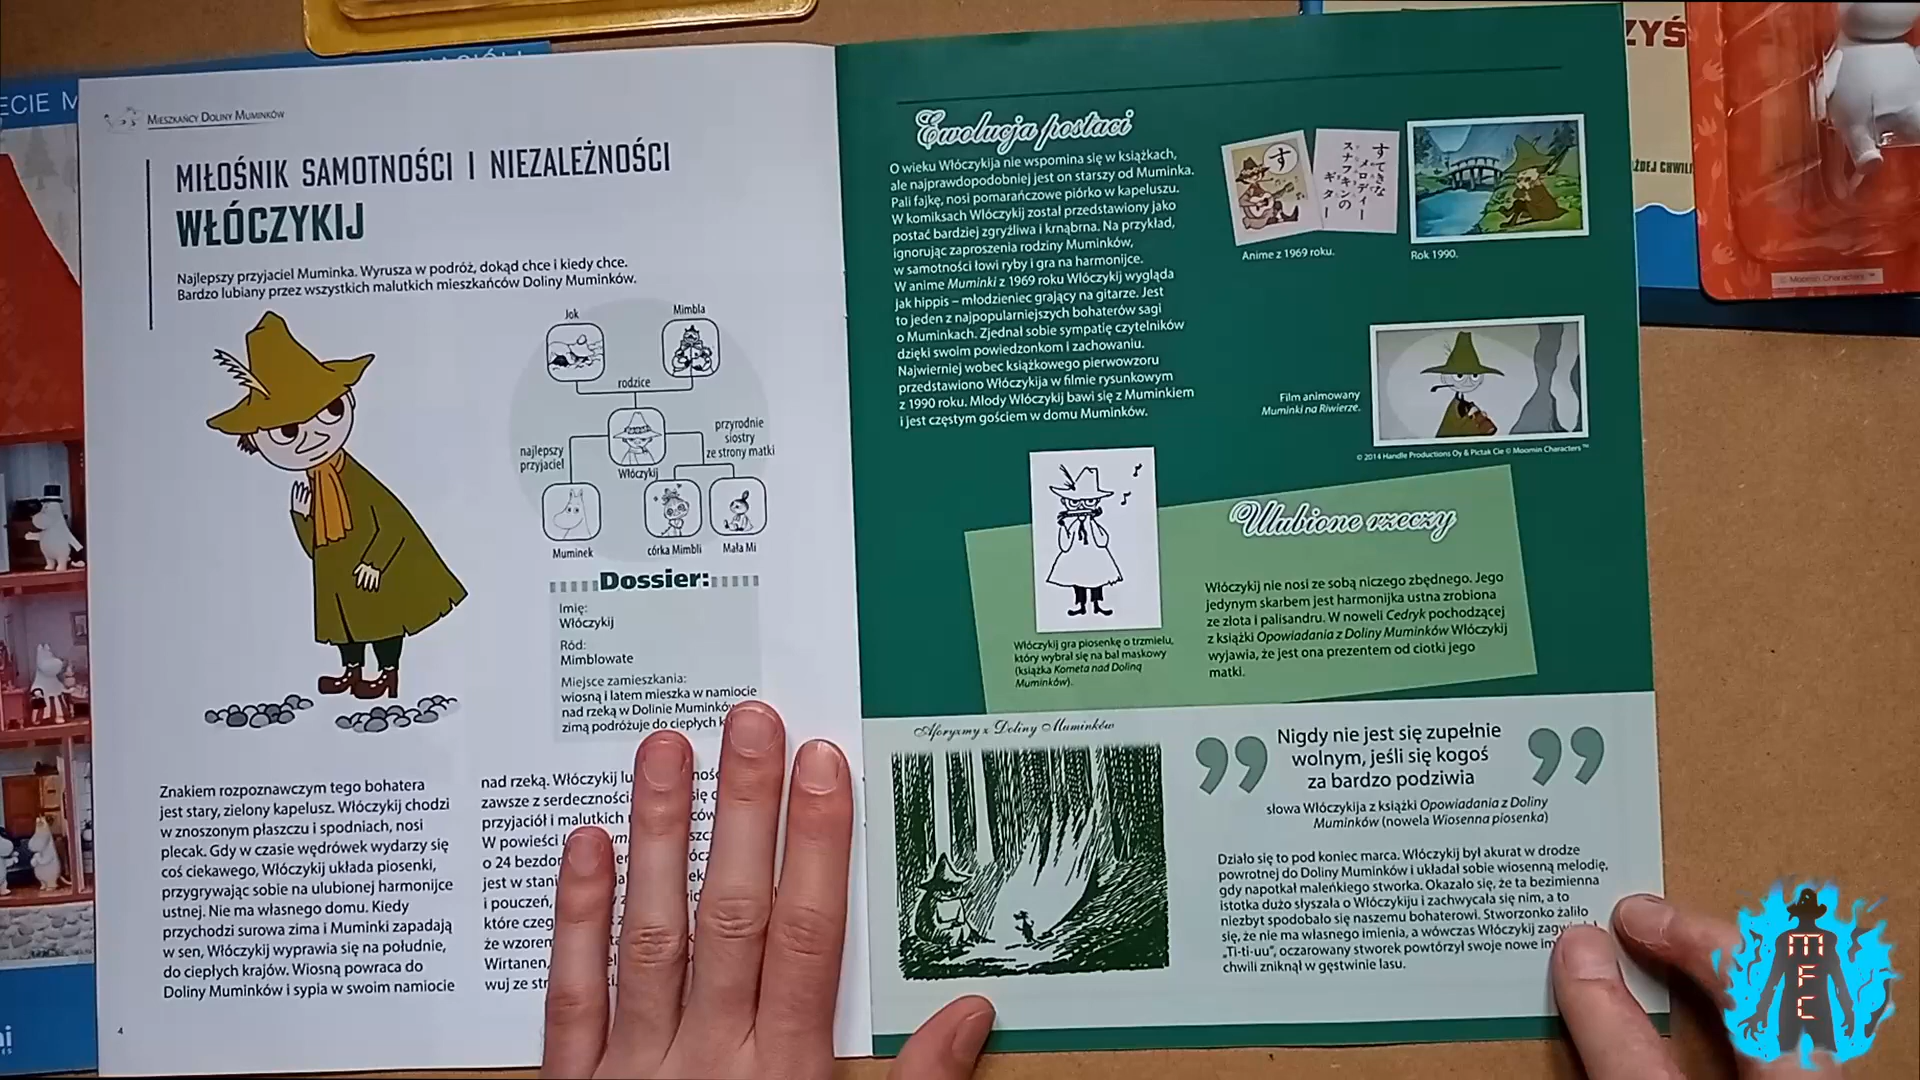 Mieszkańcy Doliny Muminków
MIŁOŚNIK SAMOTNOŚCI I NIEZALEŻNOŚCI
WŁÓCZYKIJ
Najlepszy przyjaciel Muminka. Wyrusza w podróż, dokąd chce i kiedy chce.
Bardzo lubiany przez wszystkich malutkich mieszkańców Doliny Muminków.
Jok
Mimbla
rodzice
najlepszy
przyjaciel
Włóczykij
przyrodnie
siostry
ze strony matki
Muminek
córka Mimbli
Mała Mi
Dossier:
Imię:
Włóczykij
Ród:
Mimblowate
Miejsce zamieszkania:
wiosną i latem mieszka w namiocie
nad rzeką w Dolinie Muminków
zimą podróżuje do ciepłych
Znakiem rozpoznawczym tego bohatera
jest stary, zielony kapelusz. Włóczykij chodzi
w znoszonym płaszczu i spodniach, nosi
plecak. Gdy w czasie wędrówek wydarzy się
coś ciekawego, Włóczykij układa piosenki,
przygrywając sobie na ulubionej harmonijce
ustnej. Nie ma własnego domu. Kiedy
przychodzi surowa zima i Muminki zapadają
w sen, Włóczykij wyprawia się na południe,
do ciepłych krajów. Wiosną powraca do
Doliny Muminków i sypia w swoim namiocie
nad rzeką. Włóczykij
zawsze z
przyjaciół i malutkich
W powieści
o 24
jest w
i pouczeń,
które
że
Wirtanen,
wuj ze
4
Ewolucja postaci
O wieku Włóczykija nie wspomina się w książkach,
ale najprawdopodobniej jest on starszy od Muminka.
Pali fajkę, nosi pomarańczowe piórko w kapeluszu.
W komiksach Włóczykij został przedstawiony jako
postać bardziej zgryźliwa i krnąbrna. Na przykład,
ignorując zaproszenia rodziny Muminków,
w samotności łowi ryby i gra na harmonijce.
W anime Muminki z 1969 roku Włóczykij wygląda
jak hippis – młodzieniec grający na gitarze. Jest
to jeden z najpopularniejszych bohaterów sagi
o Muminkach. Zjednał sobie sympatię czytelników
dzięki swoim powiedzonkom i zachowaniu.
Najwierniej wobec książkowego pierwowzoru
przedstawiono Włóczykija w filmie rysunkowym
z 1990 roku. Młody Włóczykij bawi się z Muminkiem
i jest częstym gościem w domu Muminków.
す
すてきな
メロディー
スナフキンの
ギター
Anime z 1969 roku.
Rok 1990.
Film animowany
Muminki na Riwierze.
© 2014 Handle Productions Oy & Pictak Cie © Moomin Characters ™
Włóczykij gra piosenkę o trzmielu,
który wybrał się na bal maskowy
(książka Kometa nad Doliną
Muminków).
Ulubione rzeczy
Włóczykij nie nosi ze sobą niczego zbędnego. Jego
jedynym skarbem jest harmonijka ustna zrobiona
ze złota i palisandru. W noweli Cedryk pochodzącej
z książki Opowiadania z Doliny Muminków Włóczykij
wyjawia, że jest ona prezentem od ciotki jego
matki.
Aforyzmy z Doliny Muminków
Nigdy nie jest się zupełnie
wolnym, jeśli się kogoś
za bardzo podziwia
słowa Włóczykija z książki Opowiadania z Doliny
Muminków (nowela Wiosenna piosenka)
Działo się to pod koniec marca. Włóczykij był akurat w drodze
powrotnej do Doliny Muminków i układał sobie wiosenną melodię,
gdy napotkał maleńkiego stworka. Okazało się, że ta bezimienna
istotka dużo słyszała o Włóczykiju i zachwycała się nim, a to
niezbyt spodobało się naszemu bohaterowi. Stworzonko żaliło
się, że nie ma własnego imienia, a wówczas Włóczykij
„Ti-ti-uu", oczarowany stworek powtórzył swoje nowe
chwili zniknął w gęstwinie lasu.
© Moomin Characters ™
MFC